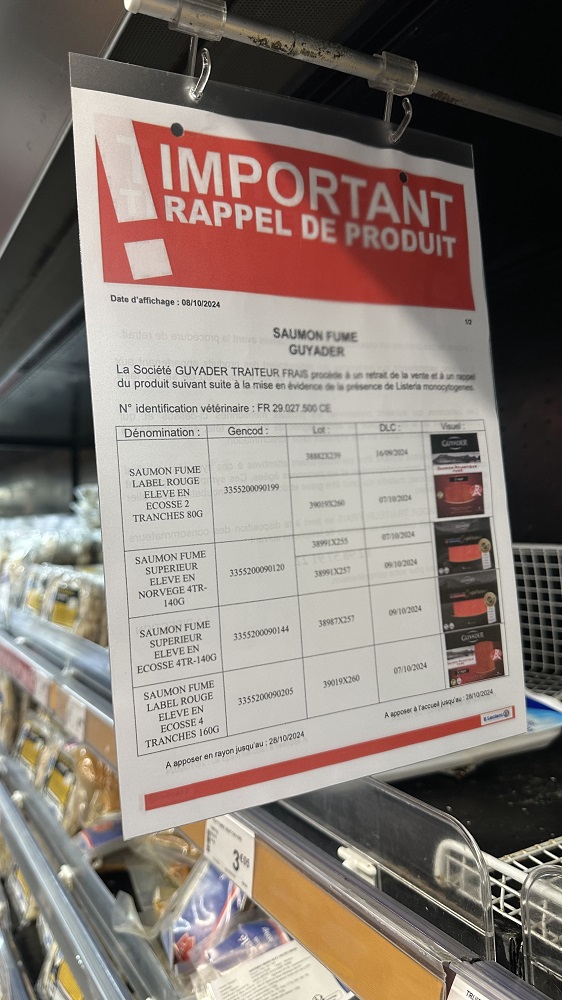 IMPORTANT
RAPPEL DE PRODUIT
Date d'affichage : 08/10/2024
1/2
SAUMON FUME
GUYADER
La Société GUYADER TRAITEUR FRAIS procède à un retrait de la vente et à un rappel
du produit suivant suite à la mise en évidence de la présence de Listeria monocytogenes.
N° identification vétérinaire : FR 29.027.500 CE
Dénomination : Gencod : Lot : DLC : Visuel :
SAUMON FUME
LABEL ROUGE
ELEVE EN
ECOSSE 2
TRANCHES 80G
3355200090199
38882X239 16/09/2024
39019X260 07/10/2024
GUYADER
SAUMON FUME
SUPERIEUR
ELEVE EN
NORVEGE 4TR-
140G
3355200090120
38991X255 07/10/2024
38991X257 09/10/2024
SAUMON FUME
SUPERIEUR
ELEVE EN
ECOSSE 4TR-140G
3355200090144
38987X257 09/10/2024
SAUMON FUME
LABEL ROUGE
ELEVE EN
ECOSSE 4
TRANCHES 160G
3355200090205
39019X260 07/10/2024
GUYADER
A apposer en rayon jusqu'au : 28/10/2024
A apposer à l'accueil jusqu'au : 28/10/2024
E.Leclerc